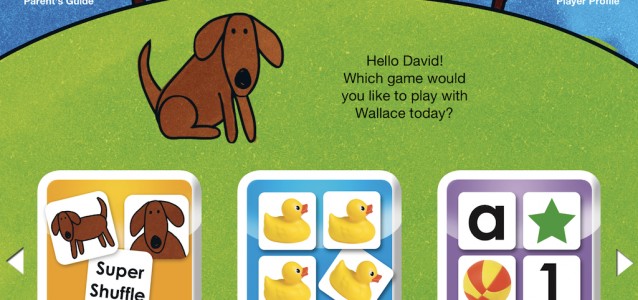 Parent's Guide
Player Profile
Hello David!
Which game would
you like to play with
Wallace today?
Super
Shuffle
a
1